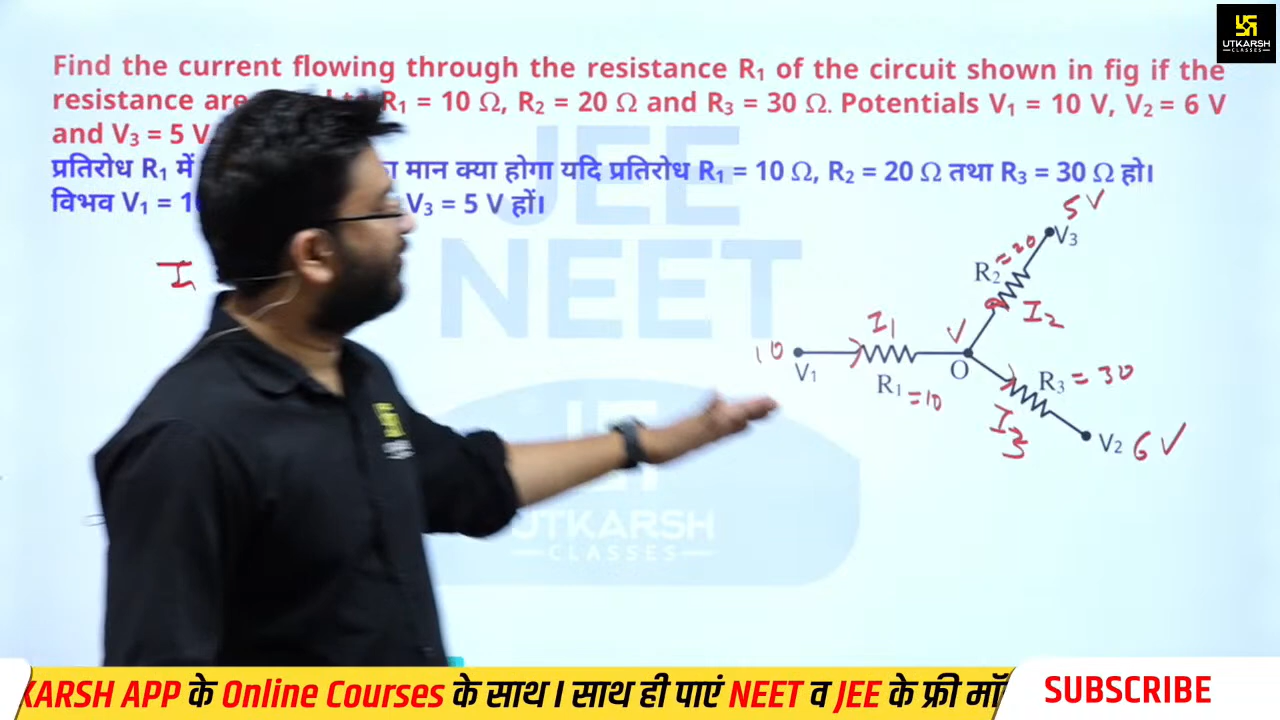 UTKARSH
CLASSES
Find the current flowing through the resistance R₁ of the circuit shown in fig if the
resistance are R₁ = 10 Ω, R₂ = 20 Ω and R₃ = 30 Ω. Potentials V₁ = 10 V, V₂ = 6 V
and V₃ = 5 V
प्रतिरोध R₁ में मान क्या होगा यदि प्रतिरोध R₁ = 10 Ω, R₂ = 20 Ω तथा R₃ = 30 Ω हो।
विभव V₁ = V₃ = 5 V हों।
JEE
NEET
UTKARSH
CLASSES
I
5 V
V₃
R₂ = 20
I₂
I₁
V
10
V₁
O
R₁ = 10
R₃ = 30
I₃
V₂ 6 V
KARSH APP के Online Courses के साथ । साथ ही पाएं NEET व JEE के फ्री
SUBSCRIBE